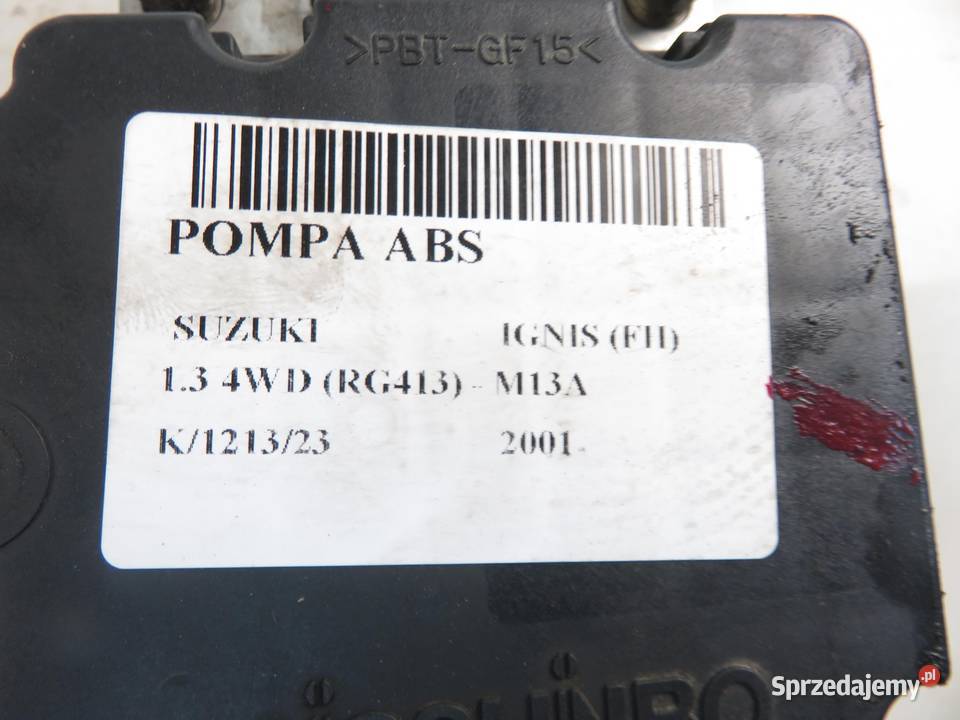 >PBT-GF15<
POMPA ABS
SUZUKI IGNIS (FH)
1.3 4WD (RG413) - M13A
K/1213/23 2001-
Sprzedajemy.pl